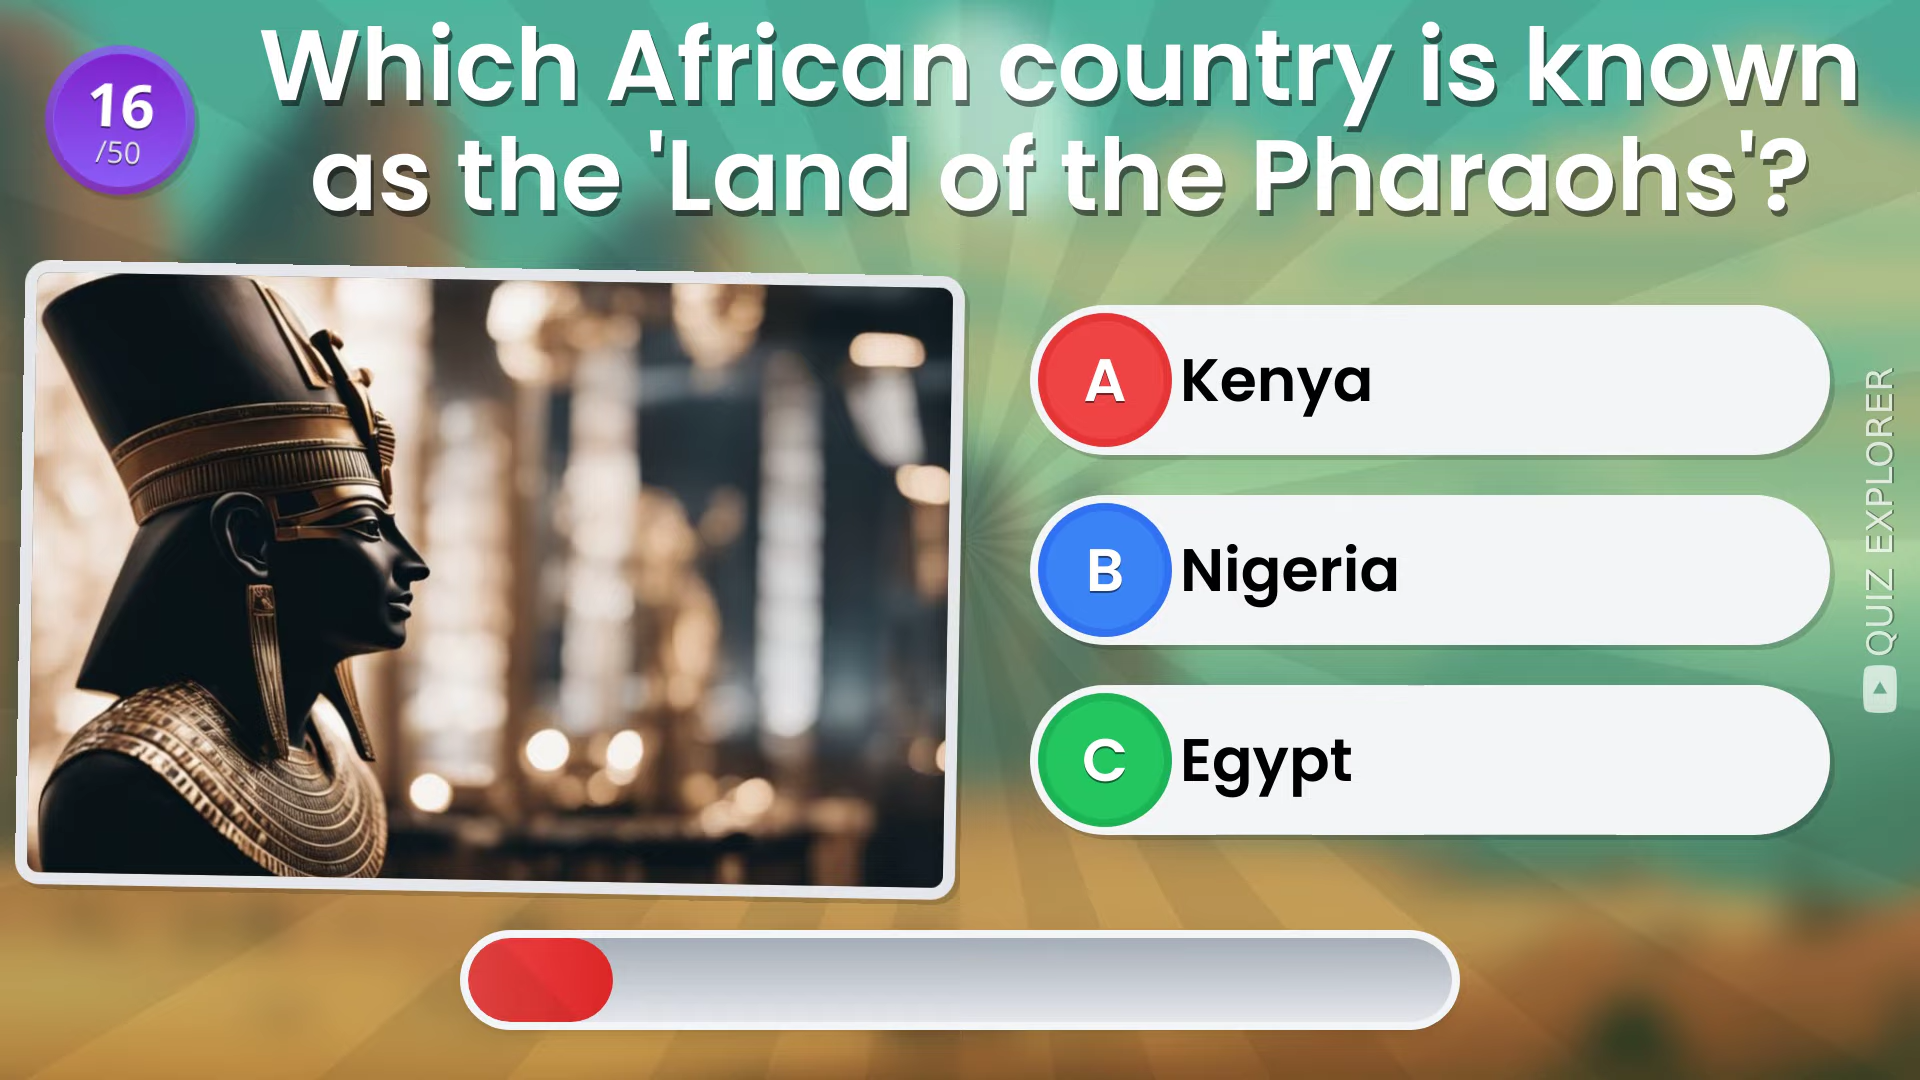 16
/50
Which African country is known
as the 'Land of the Pharaohs'?
A Kenya
B Nigeria
C Egypt
QUIZ EXPLORER